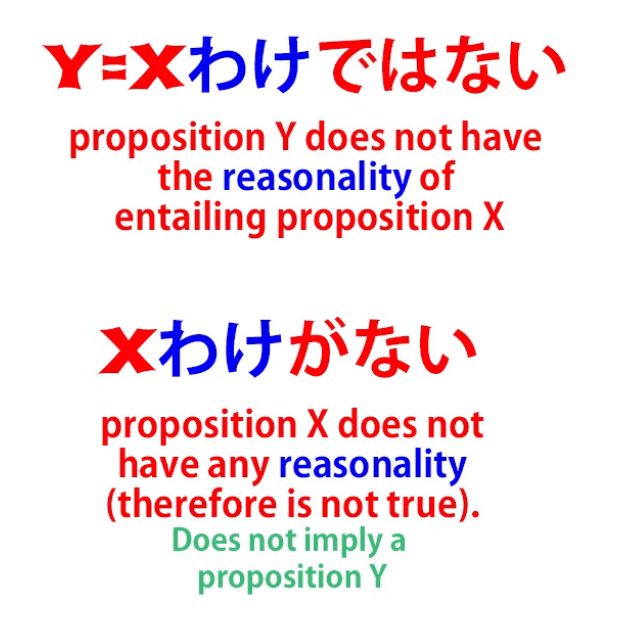 Y=Xわけではない
proposition Y does not have
the reasonality of
entailing proposition X
Xわけがない
proposition X does not
have any reasonality
(therefore is not true).
Does not imply a
proposition Y